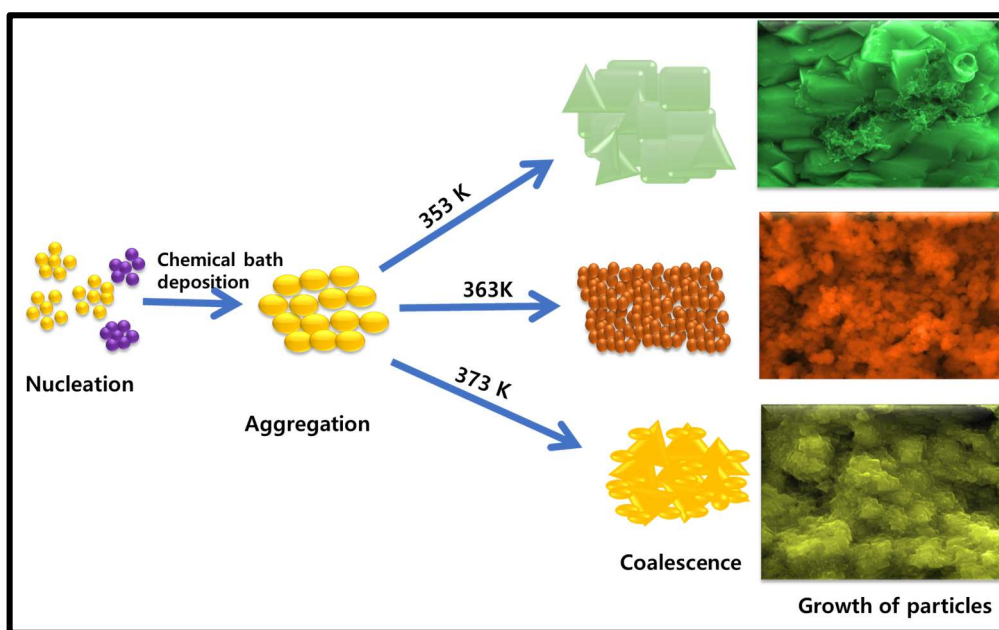 353 K
Chemical bath
deposition
363K
Nucleation
373 K
Aggregation
Coalescence
Growth of particles